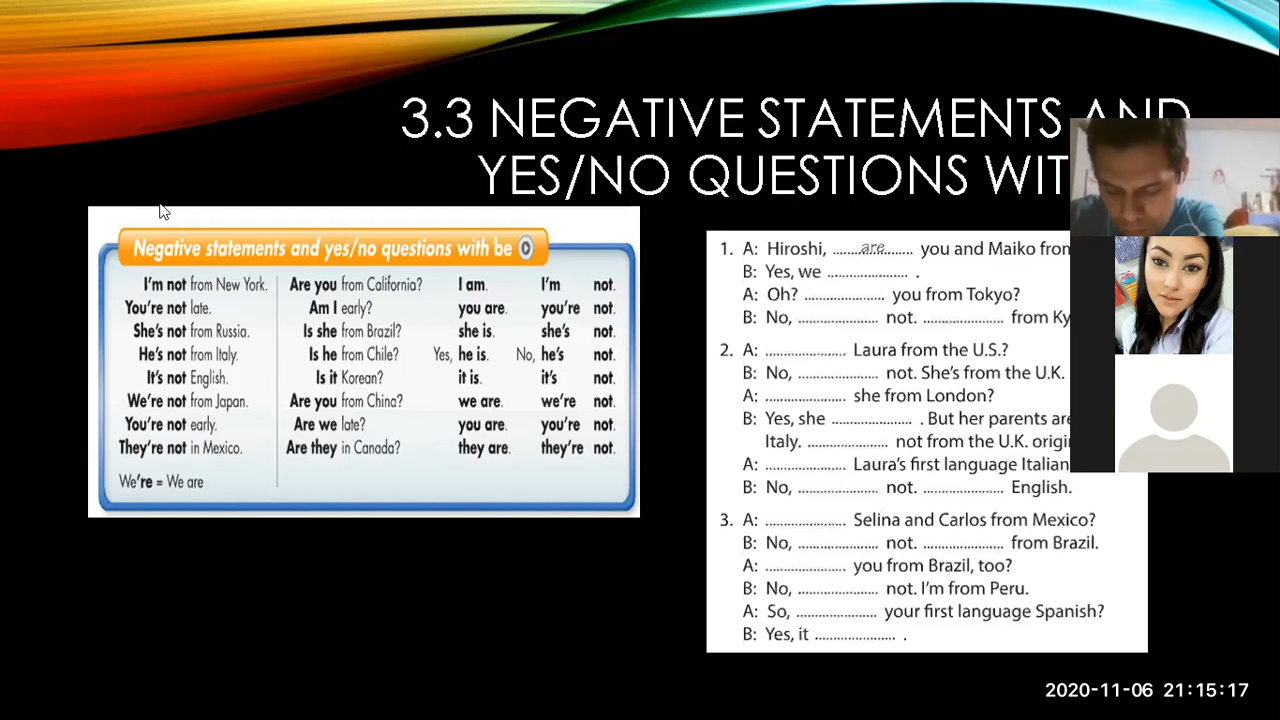 3.3 NEGATIVE STATEMENTS AND
YES/NO QUESTIONS WIT
Negative statements and yes/no questions with be
I'm not from New York. Are you from California? I am. I'm not.
You're not late. Am I early? you are. you're not.
She's not from Russia. Is she from Brazil? she is. she's not.
He's not from Italy. Is he from Chile? Yes, he is. No, he's not.
It's not English. Is it Korean? it is. it's not.
We're not from Japan. Are you from China? we are. we're not.
You're not early. Are we late? you are. you're not.
They're not in Mexico. Are they in Canada? they are. they're not.
We're = We are
1. A: Hiroshi, ....are.... you and Maiko from
B: Yes, we .................... .
A: Oh? .................... you from Tokyo?
B: No, .................... not. .................... from Ky
2. A: .................... Laura from the U.S.?
B: No, .................... not. She's from the U.K.
A: .................... she from London?
B: Yes, she .................... . But her parents are
Italy. .................... not from the U.K. origi
A: .................... Laura's first language Italian
B: No, .................... not. .................... English.
3. A: .................... Selina and Carlos from Mexico?
B: No, .................... not. .................... from Brazil.
A: .................... you from Brazil, too?
B: No, .................... not. I'm from Peru.
A: So, .................... your first language Spanish?
B: Yes, it .................... .
2020-11-06 21:15:17